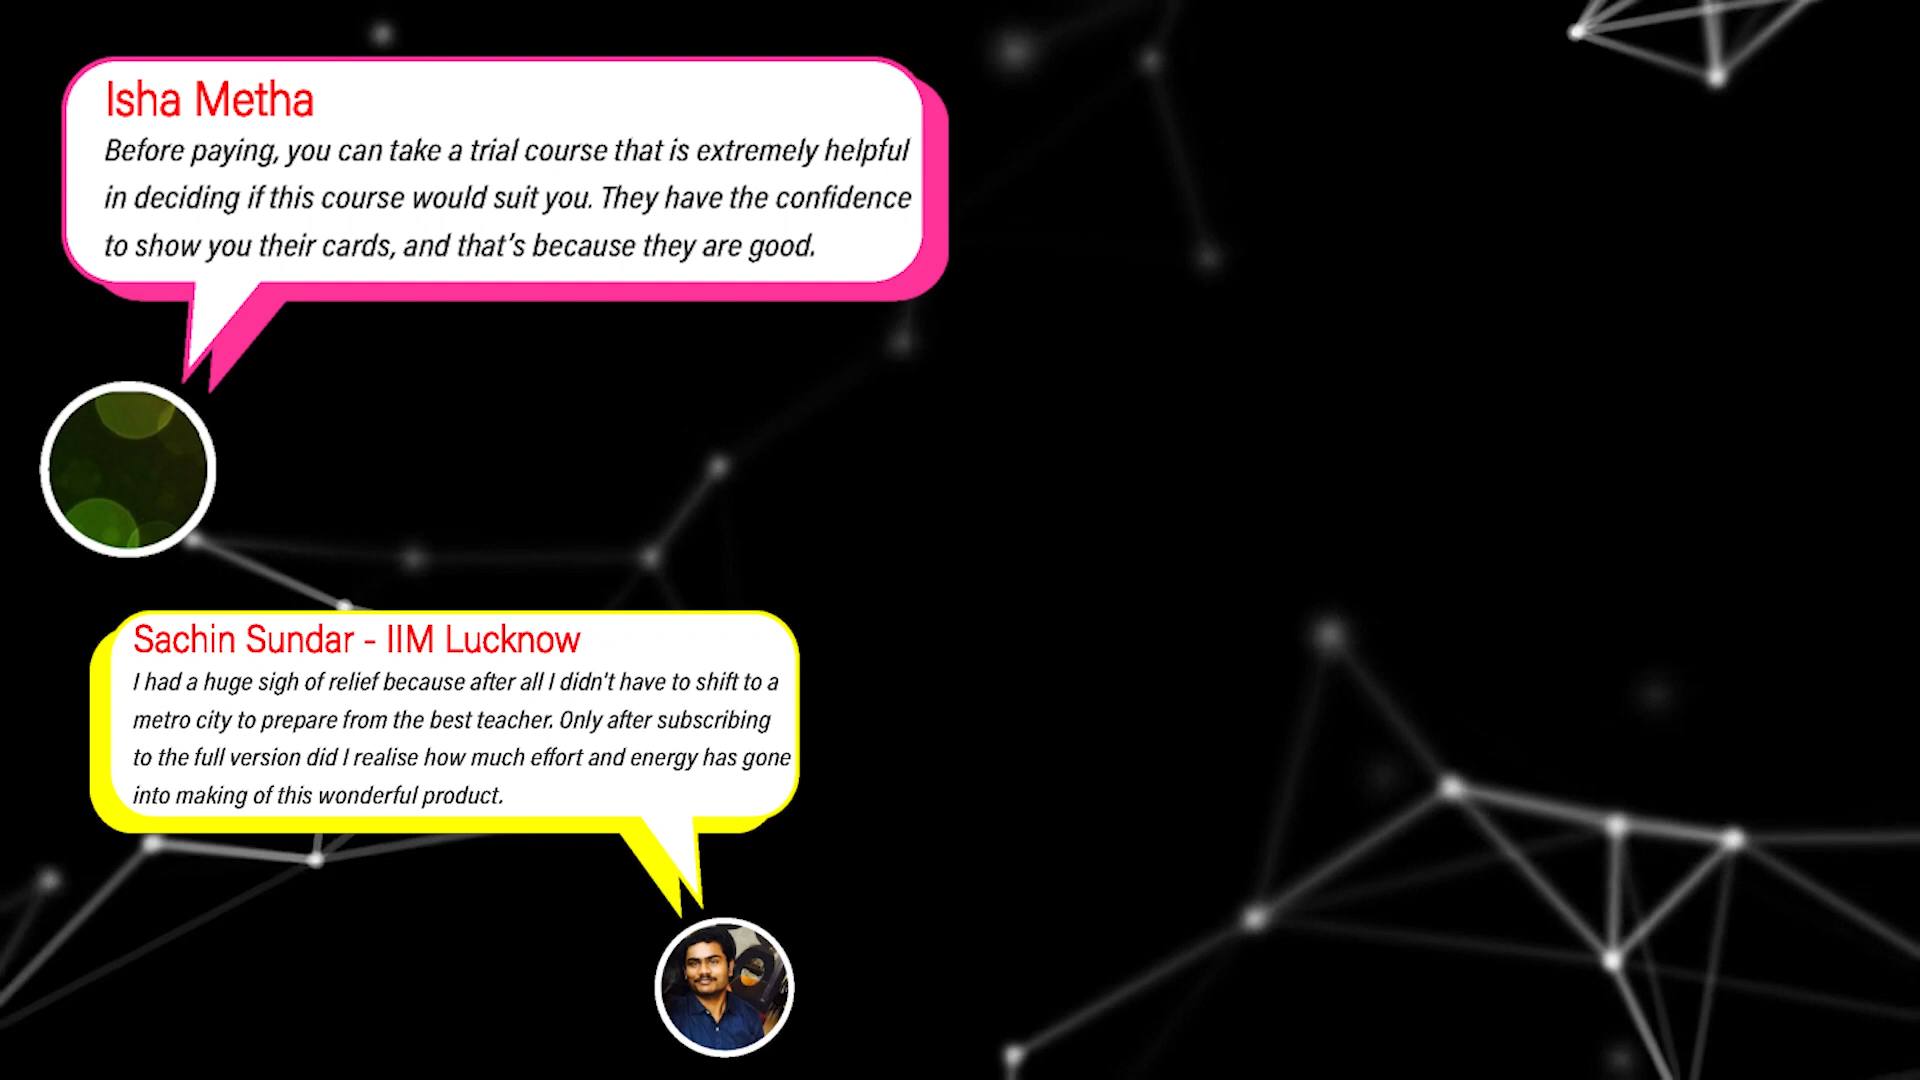 Isha Metha
Before paying, you can take a trial course that is extremely helpful
in deciding if this course would suit you. They have the confidence
to show you their cards, and that’s because they are good.
Sachin Sundar - IIM Lucknow
I had a huge sigh of relief because after all I didn't have to shift to a
metro city to prepare from the best teacher. Only after subscribing
to the full version did I realise how much effort and energy has gone
into making of this wonderful product.